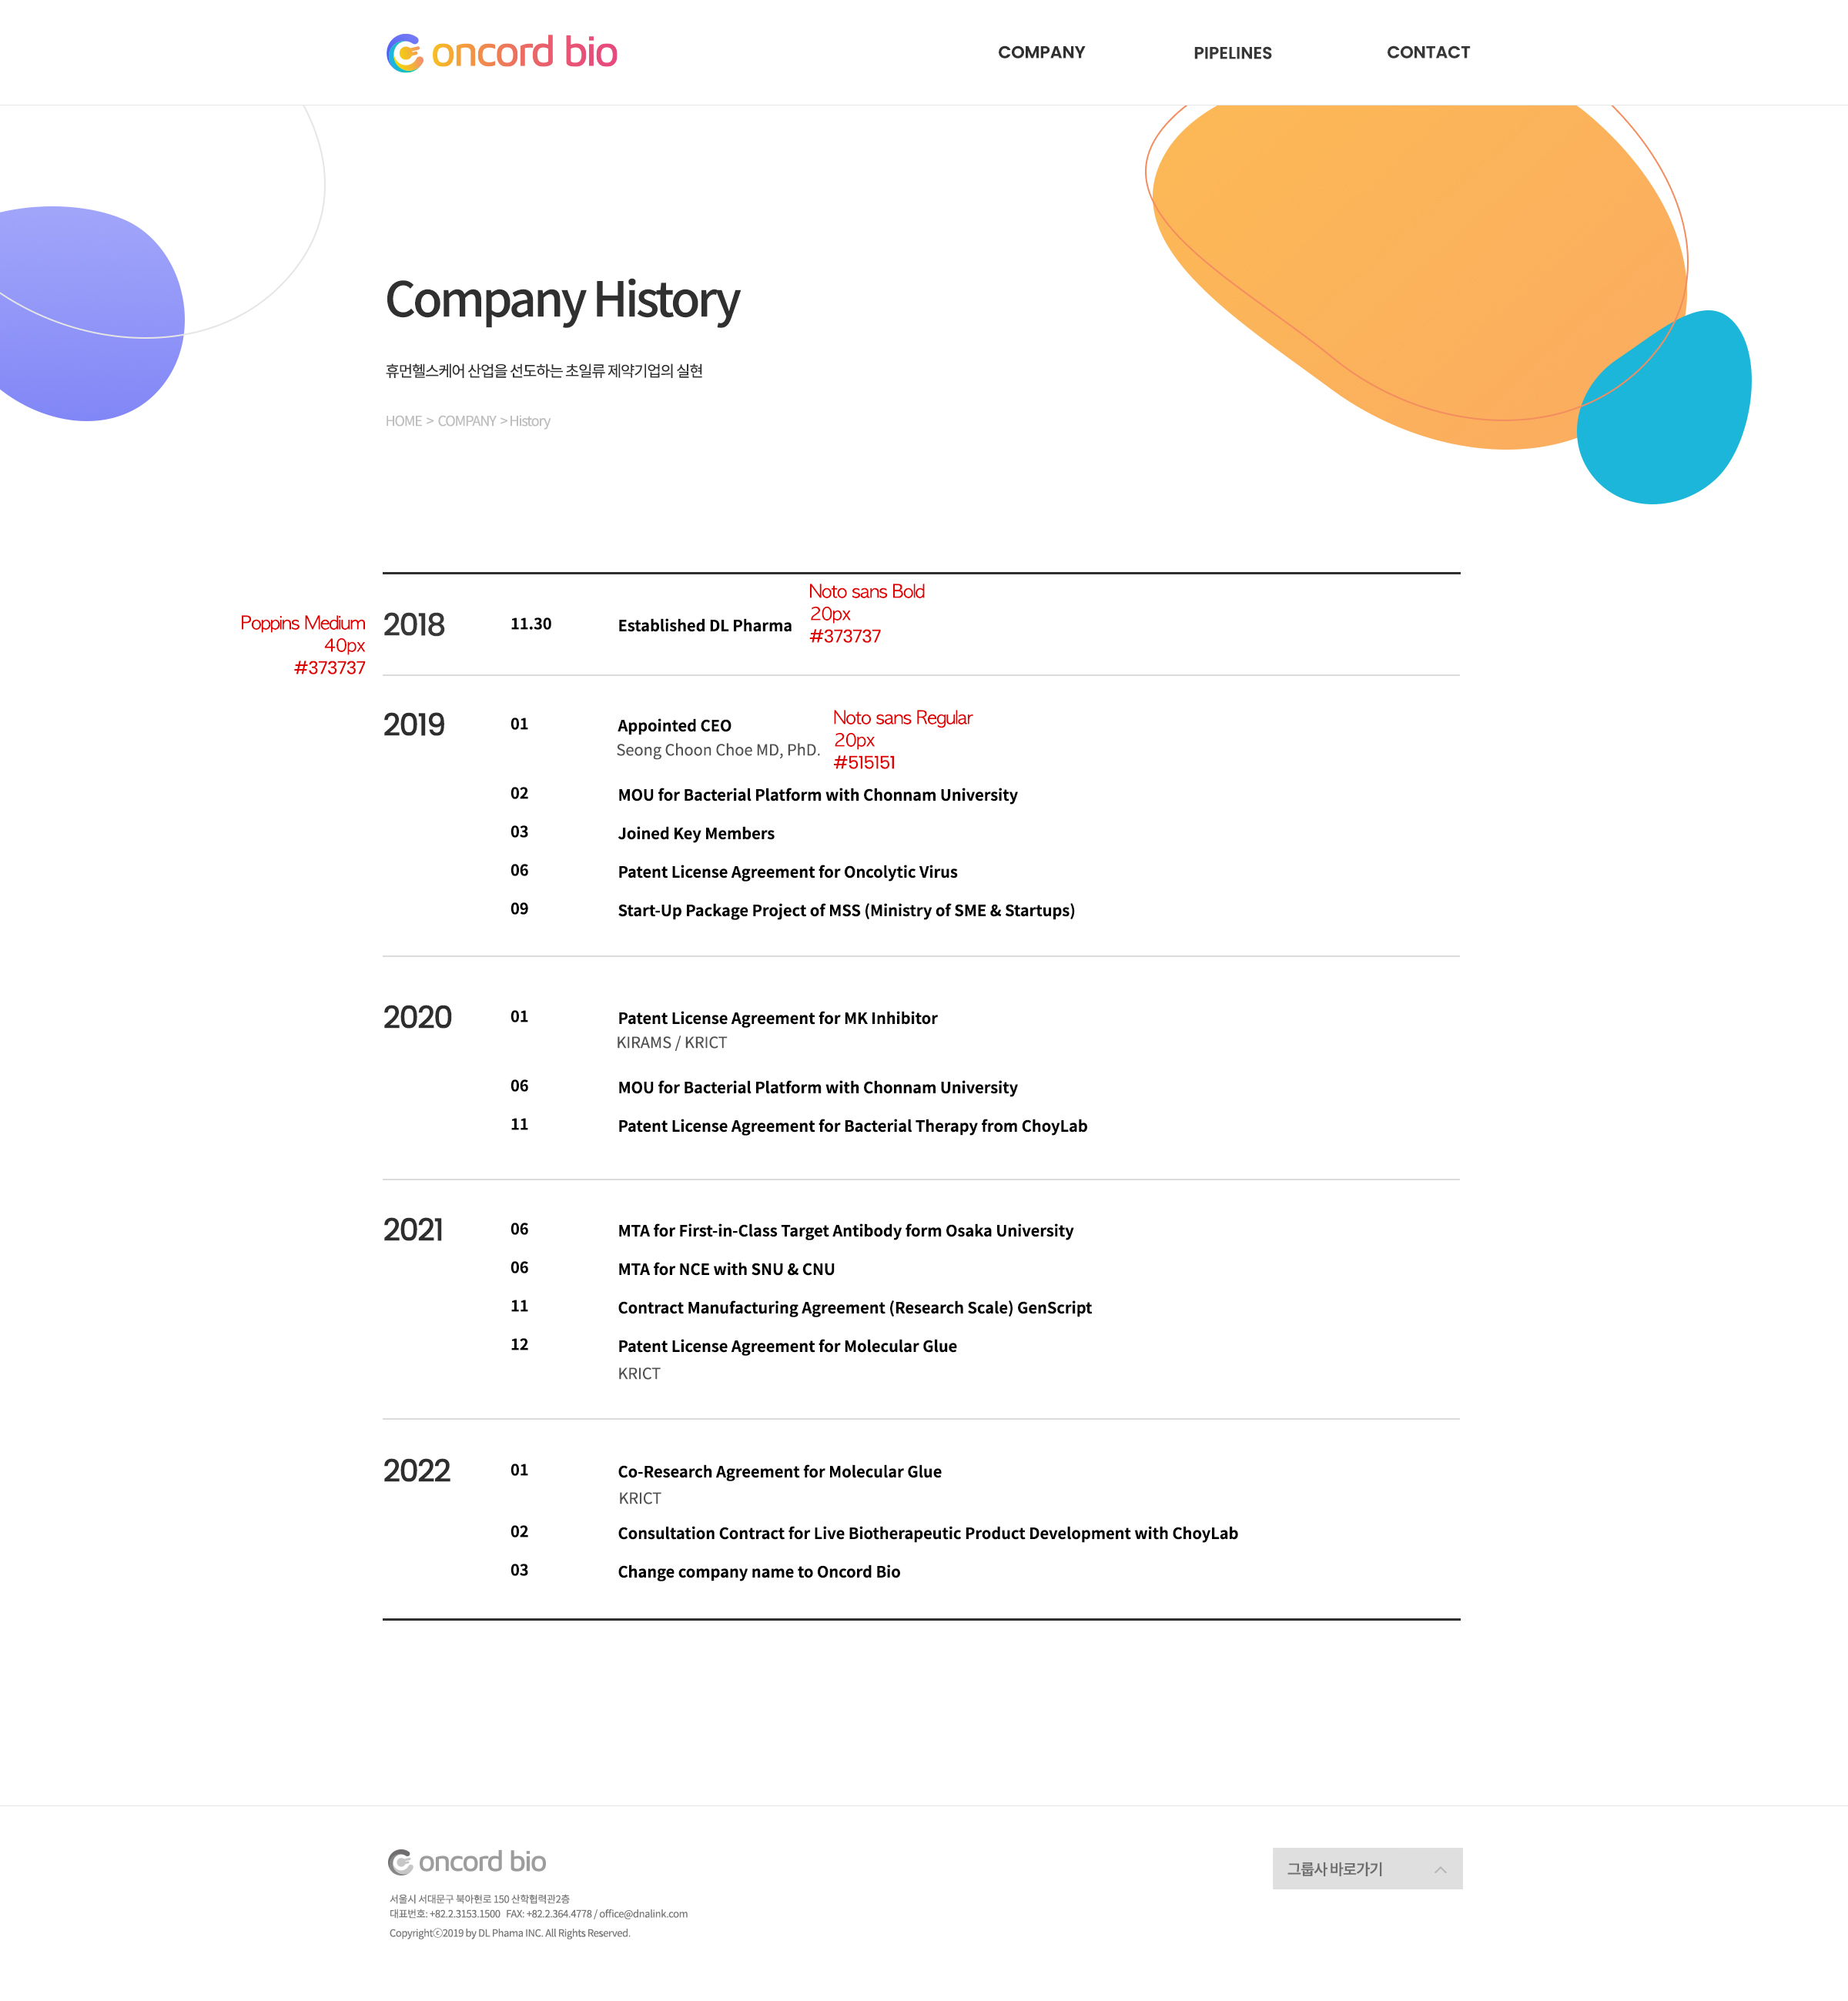 oncord bio
COMPANY
PIPELINES
CONTACT
Company History
휴먼헬스케어 산업을 선도하는 초일류 제약기업의 실현
HOME > COMPANY > History
Poppins Medium
40px
#373737
2018
11.30
Established DL Pharma
Noto sans Bold
20px
#373737
2019
01
Appointed CEO
Seong Choon Choe MD, PhD.
Noto sans Regular
20px
#515151
02
MOU for Bacterial Platform with Chonnam University
03
Joined Key Members
06
Patent License Agreement for Oncolytic Virus
09
Start-Up Package Project of MSS (Ministry of SME & Startups)
2020
01
Patent License Agreement for MK Inhibitor
KIRAMS / KRICT
06
MOU for Bacterial Platform with Chonnam University
11
Patent License Agreement for Bacterial Therapy from ChoyLab
2021
06
MTA for First-in-Class Target Antibody form Osaka University
06
MTA for NCE with SNU & CNU
11
Contract Manufacturing Agreement (Research Scale) GenScript
12
Patent License Agreement for Molecular Glue
KRICT
2022
01
Co-Research Agreement for Molecular Glue
KRICT
02
Consultation Contract for Live Biotherapeutic Product Development with ChoyLab
03
Change company name to Oncord Bio
oncord bio
그룹사 바로가기
서울시 서대문구 북아현로 150 산학협력관2층
대표번호: +82.2.3153.1500 FAX: +82.2.364.4778 / office@dnalink.com
Copyrightⓒ2019 by DL Phama INC. All Rights Reserved.